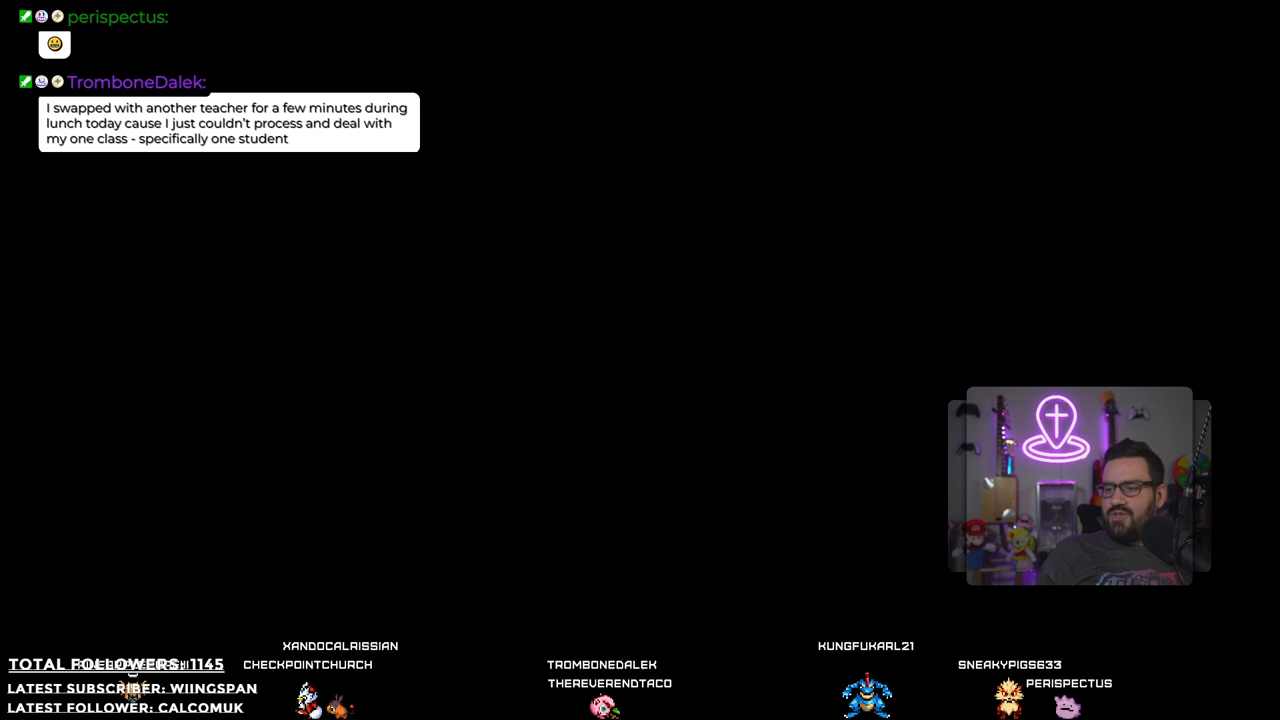 perispectus:
TromboneDalek:
I swapped with another teacher for a few minutes during
lunch today cause I just couldn't process and deal with
my one class - specifically one student
XANDOCALRISSIAN
KUNGFUKARL21
TOTAL FOLLOWERS: 1145
CHECKPOINTCHURCH
TROMBONEDALEK
SNEAKYPIGS633
THEREVERENDTACO
PERISPECTUS
LATEST SUBSCRIBER: WIINGSPAN
LATEST FOLLOWER: CALCOMUK